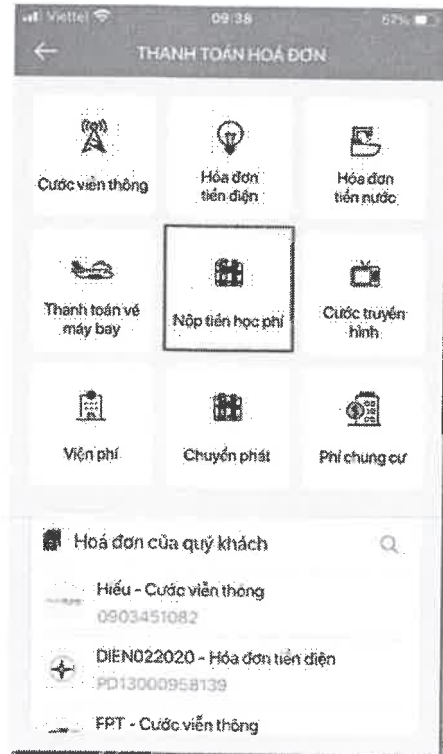 Viettel 09:38 67%
THANH TOÁN HOÁ ĐƠN
Cước viễn thông
Hóa đơn
tiền điện
Hóa đơn
tiền nước
Thanh toán vé
máy bay
Nộp tiền học phí
Cước truyền
hình
Viện phí
Chuyển phát
Phí chung cư
Hoá đơn của quý khách
Hiếu - Cước viễn thông
0903451082
DIEN022020 - Hóa đơn tiền điện
PD13000958139
FPT - Cước viễn thông